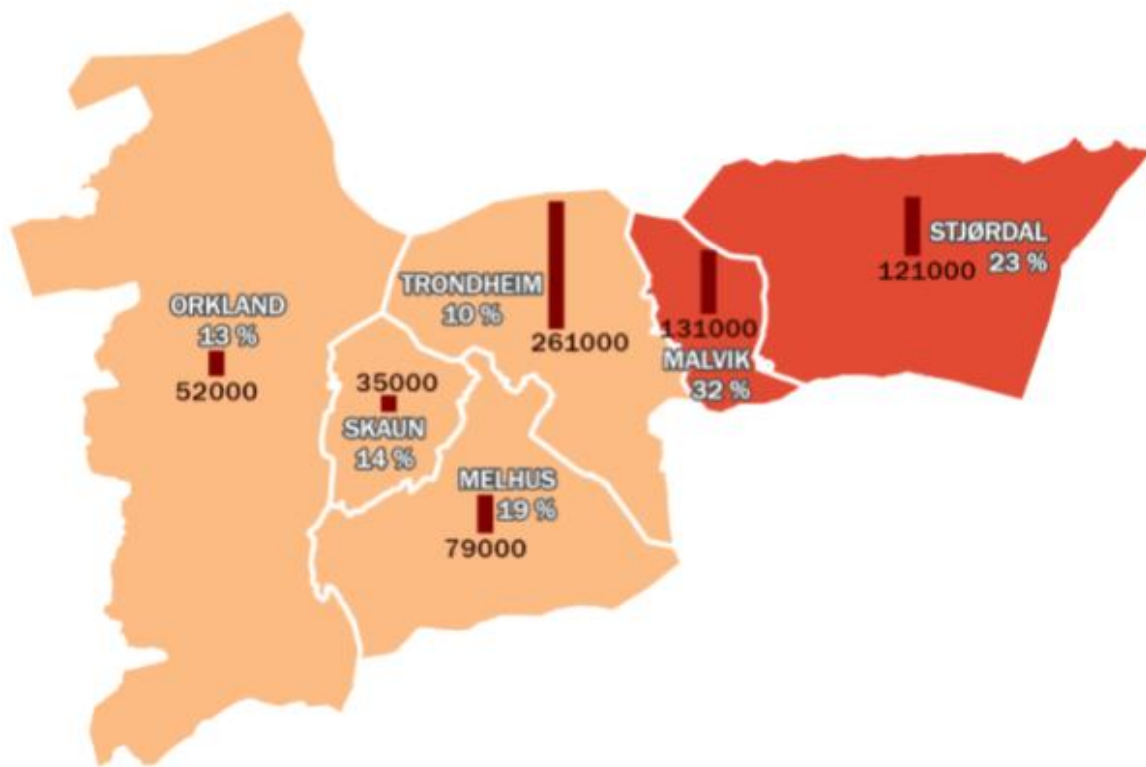 STJØRDAL
23 %
121000
TRONDHEIM
10 %
261000
ORKLAND
13 %
52000
131000
MALVIK
32 %
35000
SKAUN
14 %
MELHUS
19 %
79000